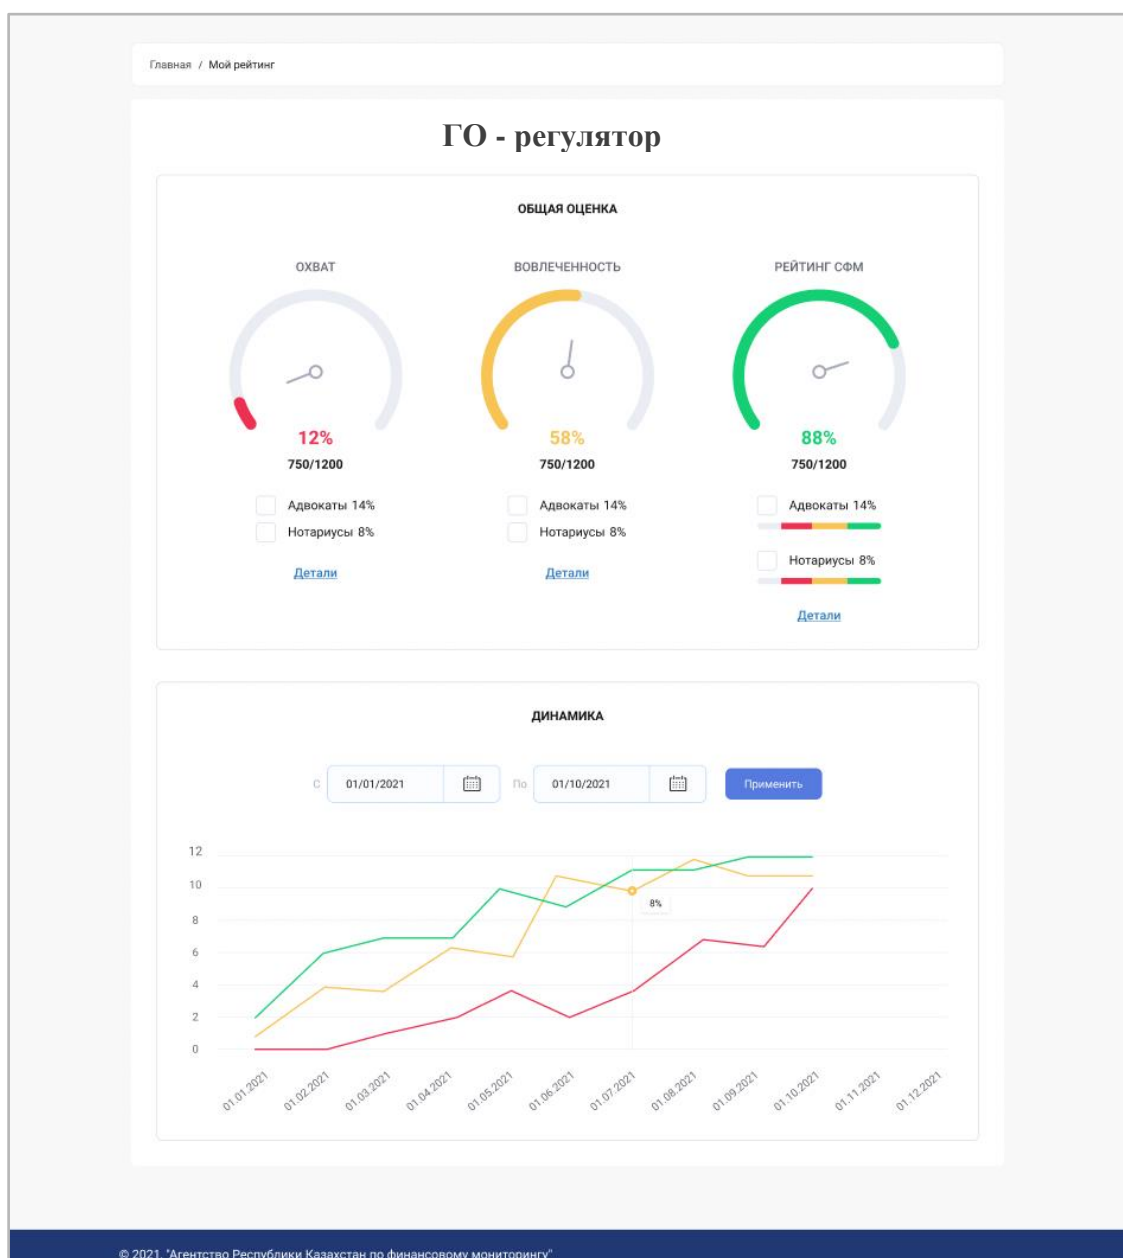 Главная / Мой рейтинг
ГО - регулятор
ОБЩАЯ ОЦЕНКА
ОХВАТ ВОВЛЕЧЕННОСТЬ РЕЙТИНГ СФМ
12% 58% 88%
750/1200 750/1200 750/1200
Адвокаты 14% Адвокаты 14% Адвокаты 14%
Нотариусы 8% Нотариусы 8%
Нотариусы 8%
Детали Детали
Детали
ДИНАМИКА
С 01/01/2021 По 01/10/2021 Применить
12
10
8%
8
6
4
2
0
01.01.2021 01.02.2021 01.03.2021 01.04.2021 01.05.2021 01.06.2021 01.07.2021 01.08.2021 01.09.2021 01.10.2021 01.11.2021 01.12.2021
© 2021. "Агентство Республики Казахстан по финансовому мониторингу"